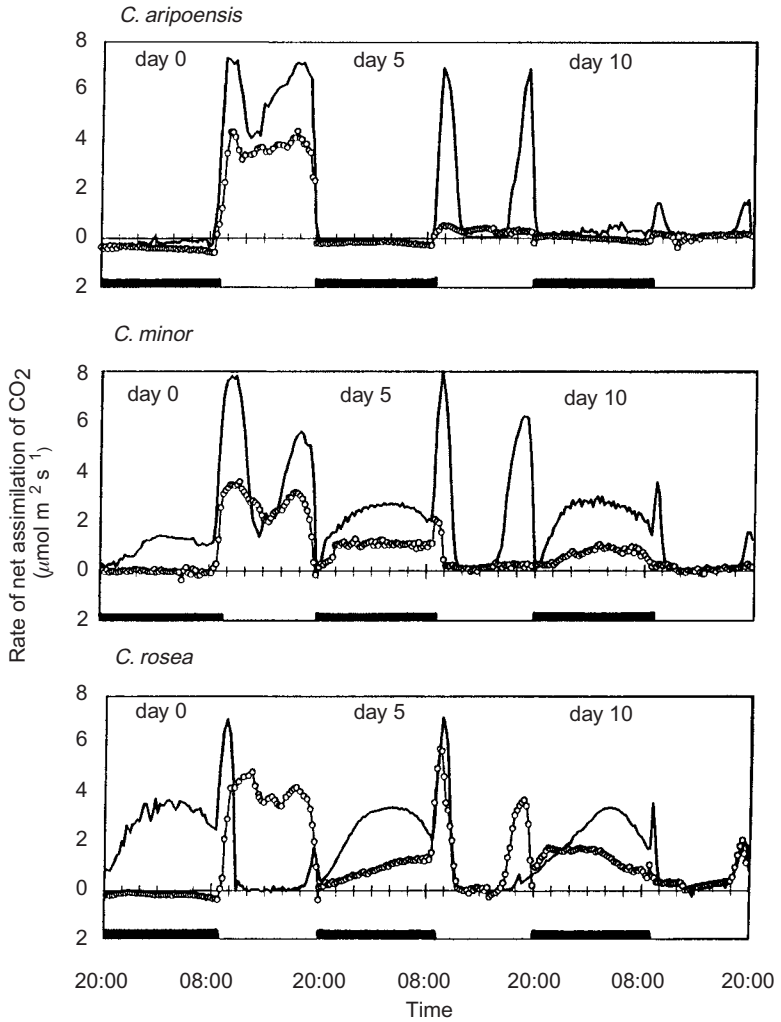 C. aripoensis
8
day 0 day 5 day 10
6
4
2
0
2
C. minor
8
day 0 day 5 day 10
6
4
2
0
2
C. rosea
8
day 0 day 5 day 10
6
4
2
0
2
20:00 08:00 20:00 08:00 20:00 08:00 20:00
Time
Rate of net assimilation of CO2
(μmol m 2 s 1)